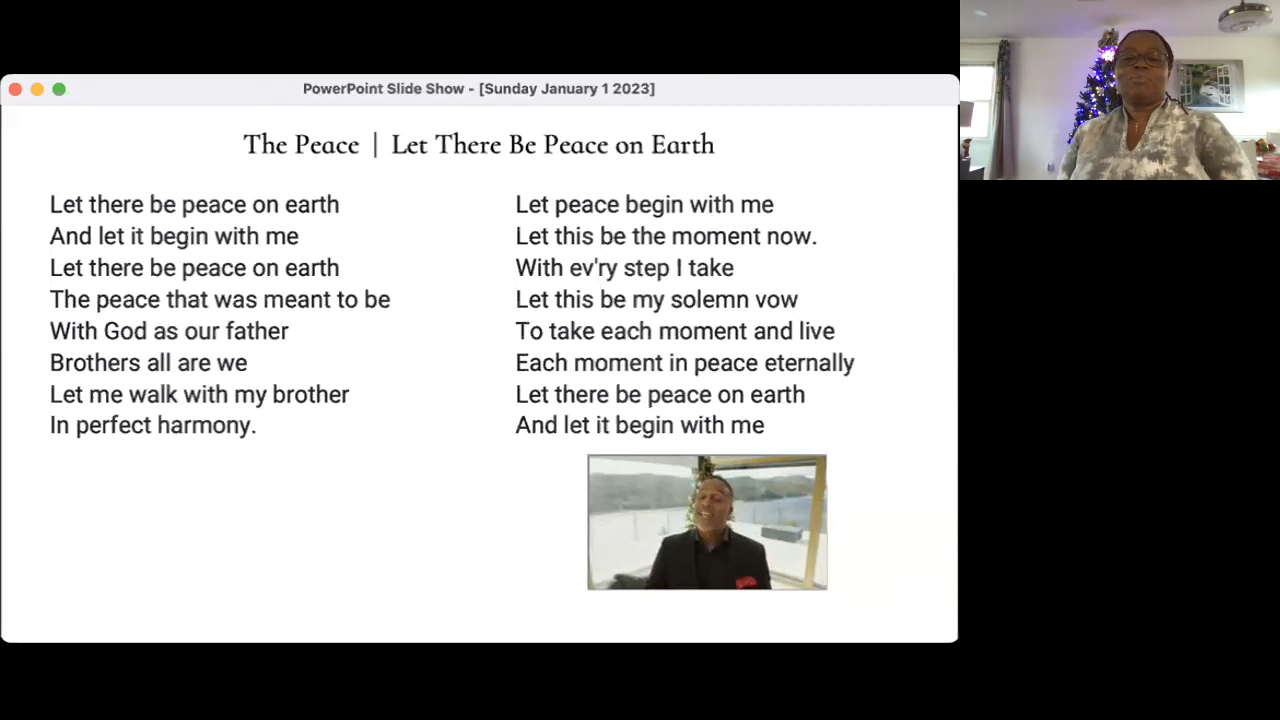 PowerPoint Slide Show - [Sunday January 1 2023]
The Peace | Let There Be Peace on Earth
Let there be peace on earth
And let it begin with me
Let there be peace on earth
The peace that was meant to be
With God as our father
Brothers all are we
Let me walk with my brother
In perfect harmony.
Let peace begin with me
Let this be the moment now.
With ev'ry step I take
Let this be my solemn vow
To take each moment and live
Each moment in peace eternally
Let there be peace on earth
And let it begin with me